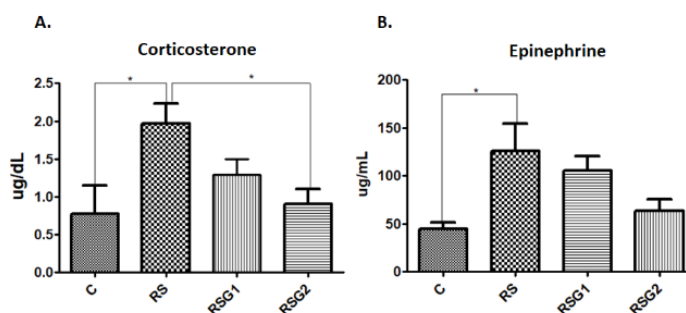 A.
Corticosterone
ug/dL
2.5
2.0
1.5
1.0
0.5
0.0
*
*
C
RS
RSG1
RSG2
B.
Epinephrine
ug/mL
200
150
100
50
0
*
C
RS
RSG1
RSG2